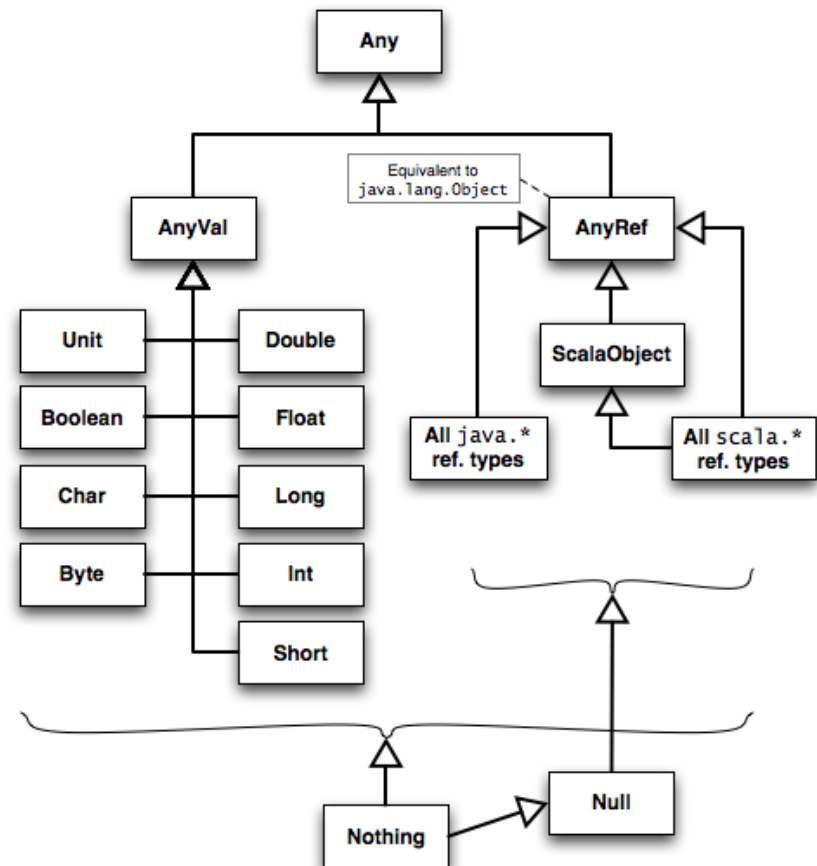 Any
Equivalent to
java.lang.Object
AnyVal
AnyRef
Unit
Double
ScalaObject
Boolean
Float
All java.*
ref. types
All scala.*
ref. types
Char
Long
Byte
Int
Short
Null
Nothing